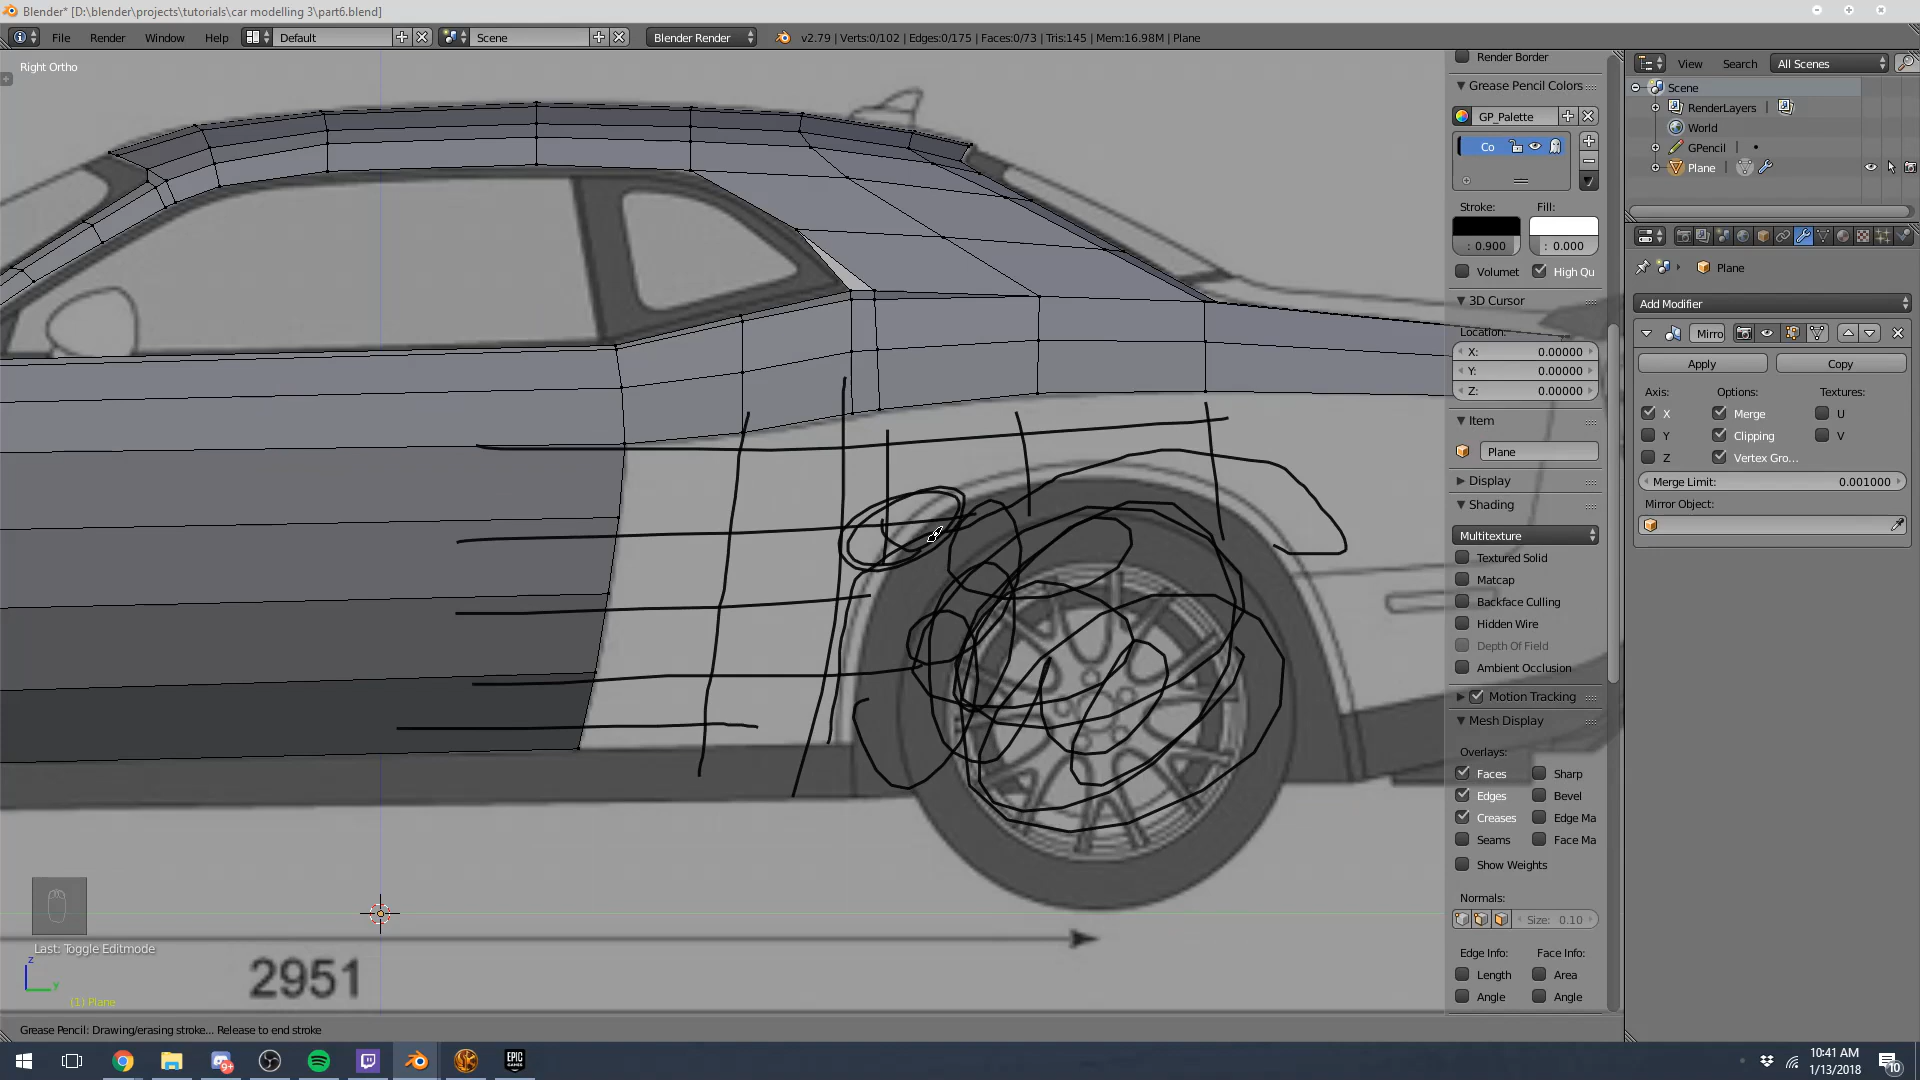 Blender* [D:\blender\projects\tutorials\car modelling 3\part6.blend]
File Render Window Help Default Scene Blender Render v2.79 | Verts:0/102 | Edges:0/175 | Faces:0/73 | Tris:145 | Mem:16.98M | Plane
Right Ortho
Render Border
Grease Pencil Colors
GP_Palette
Co
Stroke: Fill:
: 0.900 : 0.000
Volumet High Qu
3D Cursor
Location:
X: 0.00000
Y: 0.00000
Z: 0.00000
Item
Plane
Display
Shading
Multitexture
Textured Solid
Matcap
Backface Culling
Hidden Wire
Depth Of Field
Ambient Occlusion
Motion Tracking
Mesh Display
Overlays:
Faces Sharp
Edges Bevel
Creases Edge Ma
Seams Face Ma
Show Weights
Normals:
Size: 0.10
Edge Info: Face Info:
Length Area
Angle Angle
View Search All Scenes
Scene
RenderLayers
World
GPencil
Plane
Plane
Add Modifier
Mirro
Apply Copy
Axis: Options: Textures:
X Merge U
Y Clipping V
Z Vertex Gro...
Merge Limit: 0.001000
Mirror Object:
Last: Toggle Editmode
z
y
(1) Plane
2951
Grease Pencil: Drawing/erasing stroke... Release to end stroke
9+
EPIC GAMES
10:41 AM
1/13/2018
10